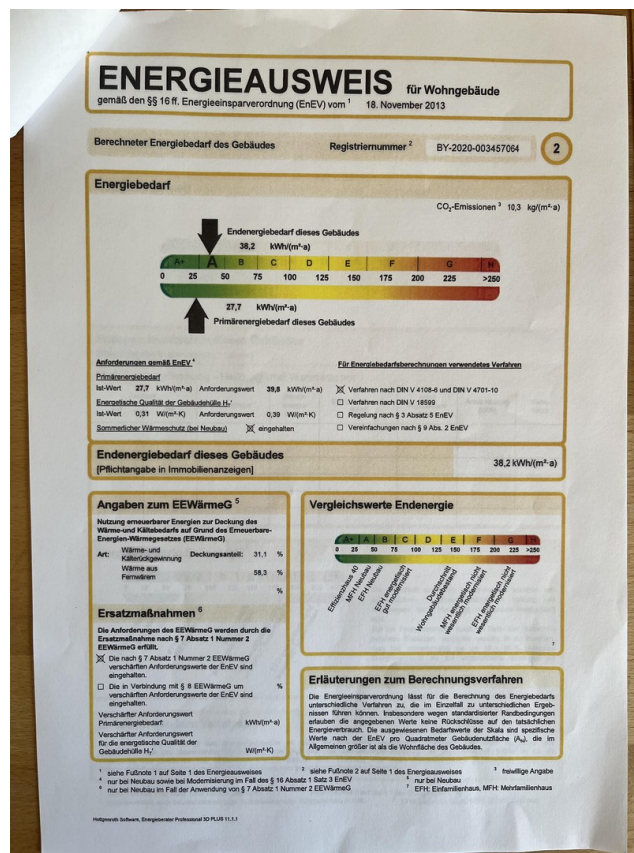 ENERGIEAUSWEIS für Wohngebäude
gemäß den §§ 16 ff. Energieeinsparverordnung (EnEV) vom 1 18. November 2013
Berechneter Energiebedarf des Gebäudes Registriernummer 2 BY-2020-003457064 2
Energiebedarf
CO2-Emissionen 3 10,3 kg/(m²·a)
Endenergiebedarf dieses Gebäudes
38,2 kWh/(m²·a)
A+ A B C D E F G H
0 25 50 75 100 125 150 175 200 225 >250
27,7 kWh/(m²·a)
Primärenergiebedarf dieses Gebäudes
Anforderungen gemäß EnEV 4
Primärenergiebedarf
Ist-Wert 27,7 kWh/(m²·a) Anforderungswert 39,8 kWh/(m²·a)
Energetische Qualität der Gebäudehülle HT'
Ist-Wert 0,31 W/(m²·K) Anforderungswert 0,39 W/(m²·K)
Sommerlicher Wärmeschutz (bei Neubau) ☒ eingehalten
Für Energiebedarfsberechnungen verwendetes Verfahren
☒ Verfahren nach DIN V 4108-6 und DIN V 4701-10
☐ Verfahren nach DIN V 18599
☐ Regelung nach § 3 Absatz 5 EnEV
☐ Vereinfachungen nach § 9 Abs. 2 EnEV
Endenergiebedarf dieses Gebäudes
[Pflichtangabe in Immobilienanzeigen]
38,2 kWh/(m²·a)
Angaben zum EEWärmeG 5
Nutzung erneuerbarer Energien zur Deckung des
Wärme-und Kältebedarfs auf Grund des Erneuerbare-
Energien-Wärmegesetzes (EEWärmeG)
Art: Wärme- und
Kälterückgewinnung Deckungsanteil: 31,1 %
Wärme aus
Fernwärem 58,3 %
%
Ersatzmaßnahmen 6
Die Anforderungen des EEWärmeG werden durch die
Ersatzmaßnahme nach § 7 Absatz 1 Nummer 2
EEWärmeG erfüllt.
☒ Die nach § 7 Absatz 1 Nummer 2 EEWärmeG
verschärften Anforderungswerte der EnEV sind
eingehalten.
☐ Die in Verbindung mit § 8 EEWärmeG um %
verschärften Anforderungswerte der EnEV sind
eingehalten.
Verschärfter Anforderungswert
Primärenergiebedarf: kWh/(m²·a)
Verschärfter Anforderungswert
für die energetische Qualität der
Gebäudehülle HT' W/(m²·K)
Vergleichswerte Endenergie
A+ A B C D E F G H
0 25 50 75 100 125 150 175 200 225 >250
Effizienzhaus 40
MFH Neubau
EFH Neubau
EFH energetisch
gut modernisiert
Durchschnitt
Wohngebäudebestand
MFH energetisch nicht
wesentlich modernisiert
EFH energetisch nicht
wesentlich modernisiert
7
Erläuterungen zum Berechnungsverfahren
Die Energieeinsparverordnung lässt für die Berechnung des Energiebedarfs
unterschiedliche Verfahren zu, die im Einzelfall zu unterschiedlichen Ergeb-
nissen führen können. Insbesondere wegen standardisierter Randbedingungen
erlauben die angegebenen Werte keine Rückschlüsse auf den tatsächlichen
Energieverbrauch. Die ausgewiesenen Bedarfswerte der Skala sind spezifische
Werte nach der EnEV pro Quadratmeter Gebäudenutzfläche (AN), die im
Allgemeinen größer ist als die Wohnfläche des Gebäudes.
1 siehe Fußnote 1 auf Seite 1 des Energieausweises 2 siehe Fußnote 2 auf Seite 1 des Energieausweises 3 freiwillige Angabe
4 nur bei Neubau sowie bei Modernisierung im Fall des § 16 Absatz 1 Satz 3 EnEV 5 nur bei Neubau
6 nur bei Neubau im Fall der Anwendung von § 7 Absatz 1 Nummer 2 EEWärmeG 7 EFH: Einfamilienhaus, MFH: Mehrfamilienhaus
Hottgenroth Software, Energieberater Professional 3D PLUS 11.1.1